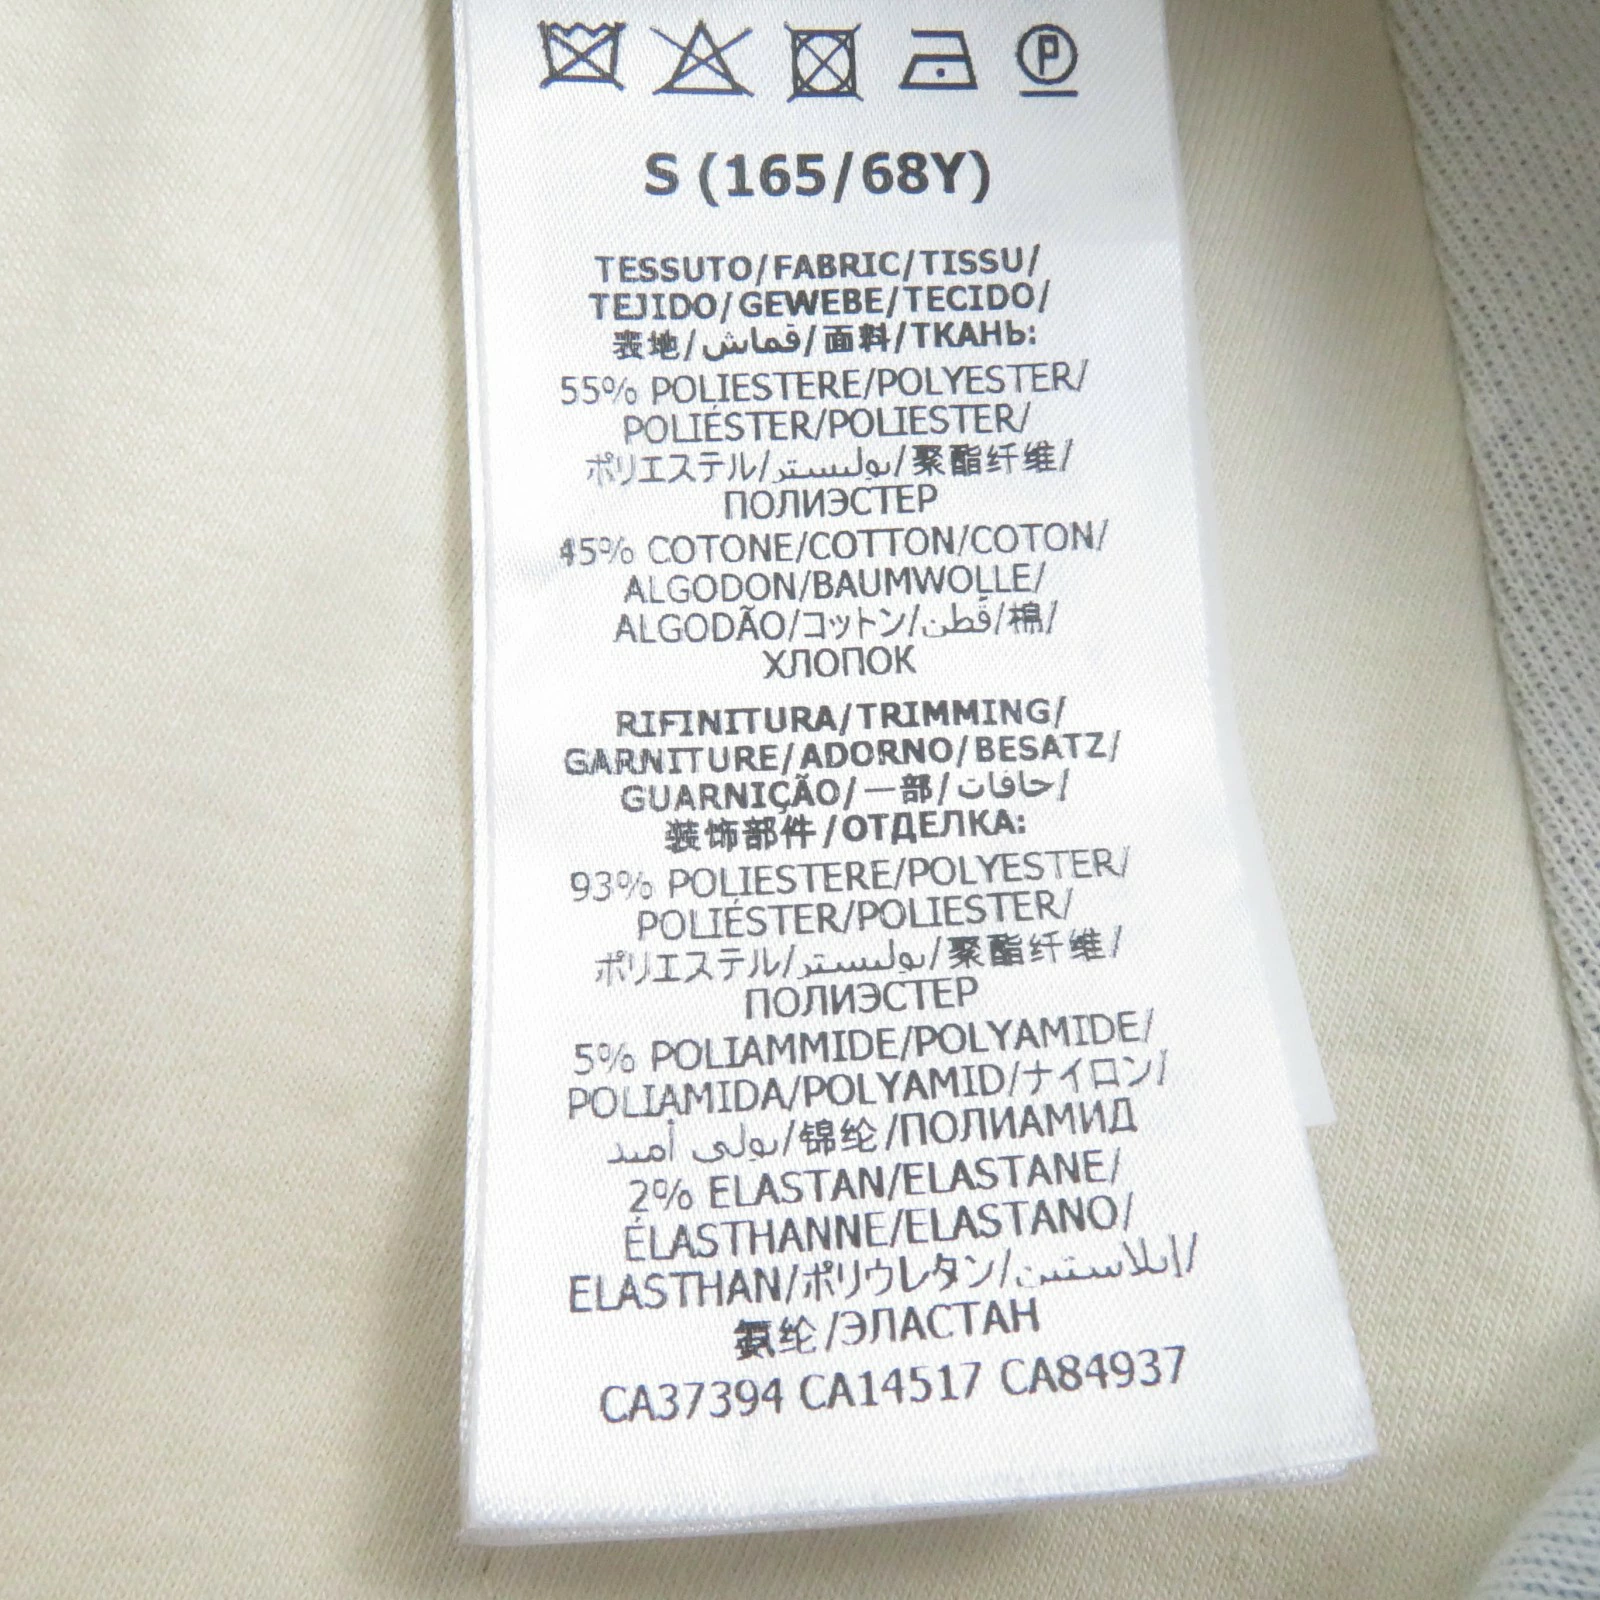 P
S (165/68Y)
TESSUTO/FABRIC/TISSU/
TEJIDO/GEWEBE/TECIDO/
表地/قماش/面料/ТКАНЬ:
55% POLIESTERE/POLYESTER/
POLIÉSTER/POLIESTER/
ポリエステル/بوليستر/聚酯纤维/
ПОЛИЭСТЕР
45% COTONE/COTTON/COTON/
ALGODON/BAUMWOLLE/
ALGODÃO/コットン/قطن/棉/
ХЛОПОК
RIFINITURA/TRIMMING/
GARNITURE/ADORNO/BESATZ/
GUARNIÇÃO/一部/حافات/
装饰部件/ОТДЕЛКА:
93% POLIESTERE/POLYESTER/
POLIÉSTER/POLIESTER/
ポリエステル/بوليستر/聚酯纤维/
ПОЛИЭСТЕР
5% POLIAMMIDE/POLYAMIDE/
POLIAMIDA/POLYAMID/ナイロン/
بولي أميد/锦纶/ПОЛИАМИД
2% ELASTAN/ELASTANE/
ÉLASTHANNE/ELASTANO/
ELASTHAN/ポリウレタン/إيلاستين/
氨纶/ЭЛАСТАН
CA37394 CA14517 CA84937